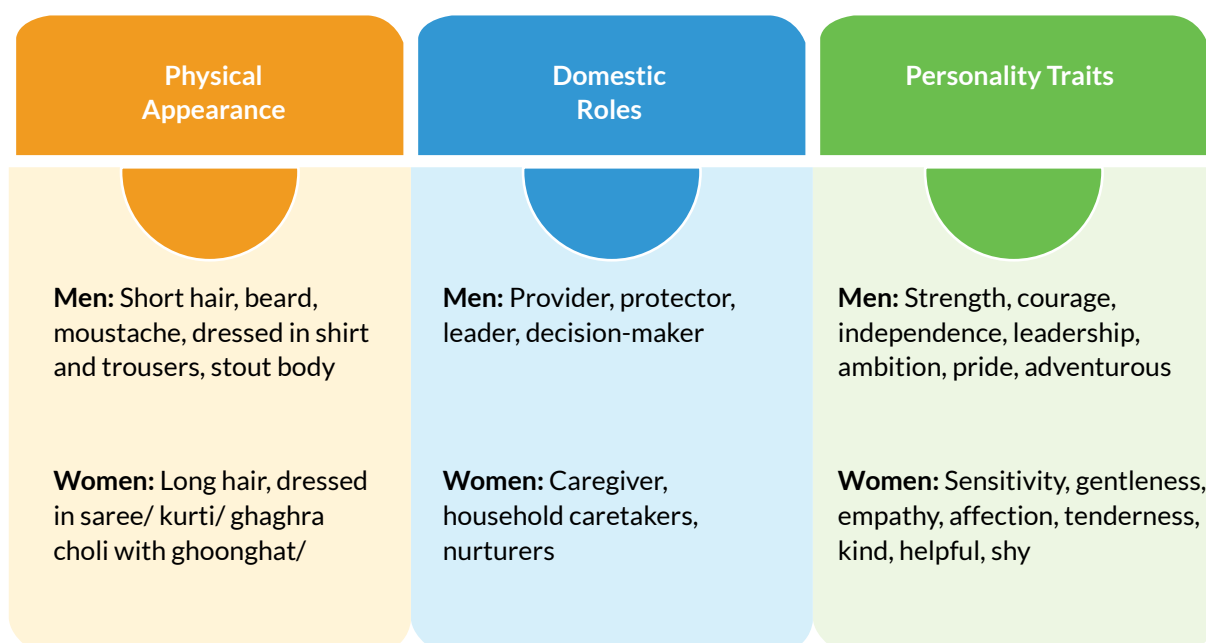 Physical
Appearance
Men: Short hair, beard,
moustache, dressed in shirt
and trousers, stout body
Women: Long hair, dressed
in saree/ kurti/ ghaghra
choli with ghoonghat/
Domestic
Roles
Men: Provider, protector,
leader, decision-maker
Women: Caregiver,
household caretakers,
nurturers
Personality Traits
Men: Strength, courage,
independence, leadership,
ambition, pride, adventurous
Women: Sensitivity, gentleness,
empathy, affection, tenderness,
kind, helpful, shy